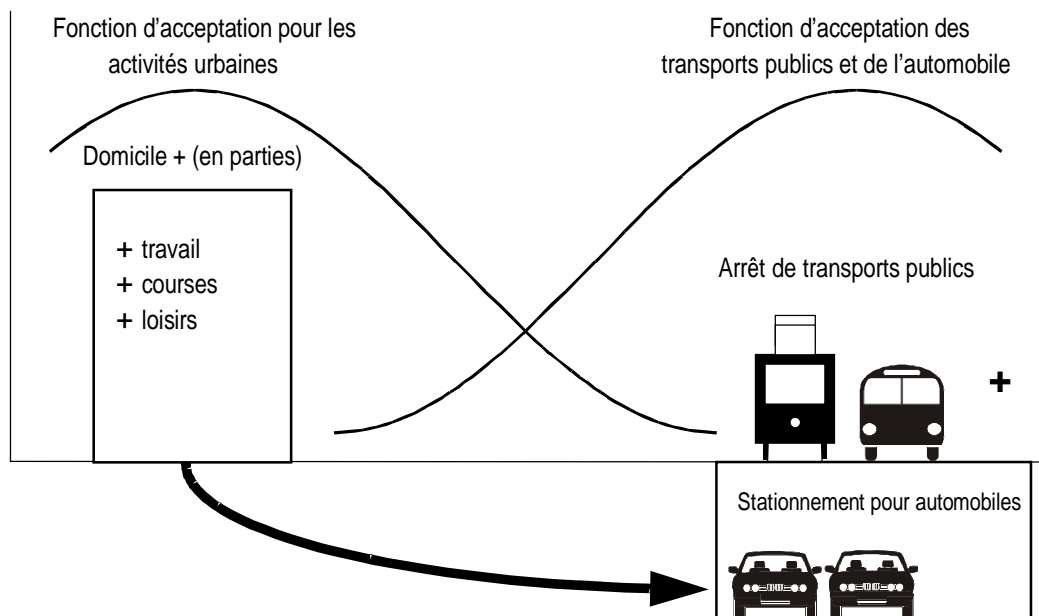 Fonction d'acceptation pour les
activités urbaines
Fonction d'acceptation des
transports publics et de l'automobile
Domicile + (en parties)
+ travail
+ courses
+ loisirs
Arrêt de transports publics
+
Stationnement pour automobiles